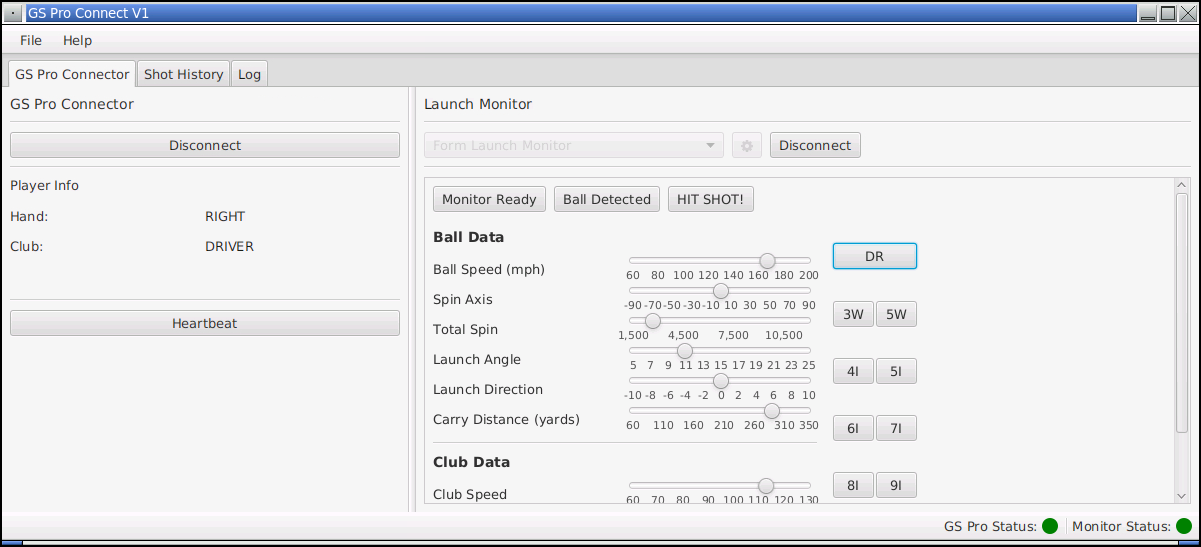 GS Pro Connect V1
File Help
GS Pro Connector Shot History Log
GS Pro Connector
Disconnect
Player Info
Hand: RIGHT
Club: DRIVER
Heartbeat
Launch Monitor
Form Launch Monitor Disconnect
Monitor Ready Ball Detected HIT SHOT!
Ball Data
Ball Speed (mph)
60 80 100 120 140 160 180 200
Spin Axis
-90 -70 -50 -30 -10 10 30 50 70 90
Total Spin
1,500 4,500 7,500 10,500
Launch Angle
5 7 9 11 13 15 17 19 21 23 25
Launch Direction
-10 -8 -6 -4 -2 0 2 4 6 8 10
Carry Distance (yards)
60 110 160 210 260 310 350
Club Data
Club Speed
60 70 80 90 100 110 120 130
DR
3W 5W
4I 5I
6I 7I
8I 9I
GS Pro Status: Monitor Status: